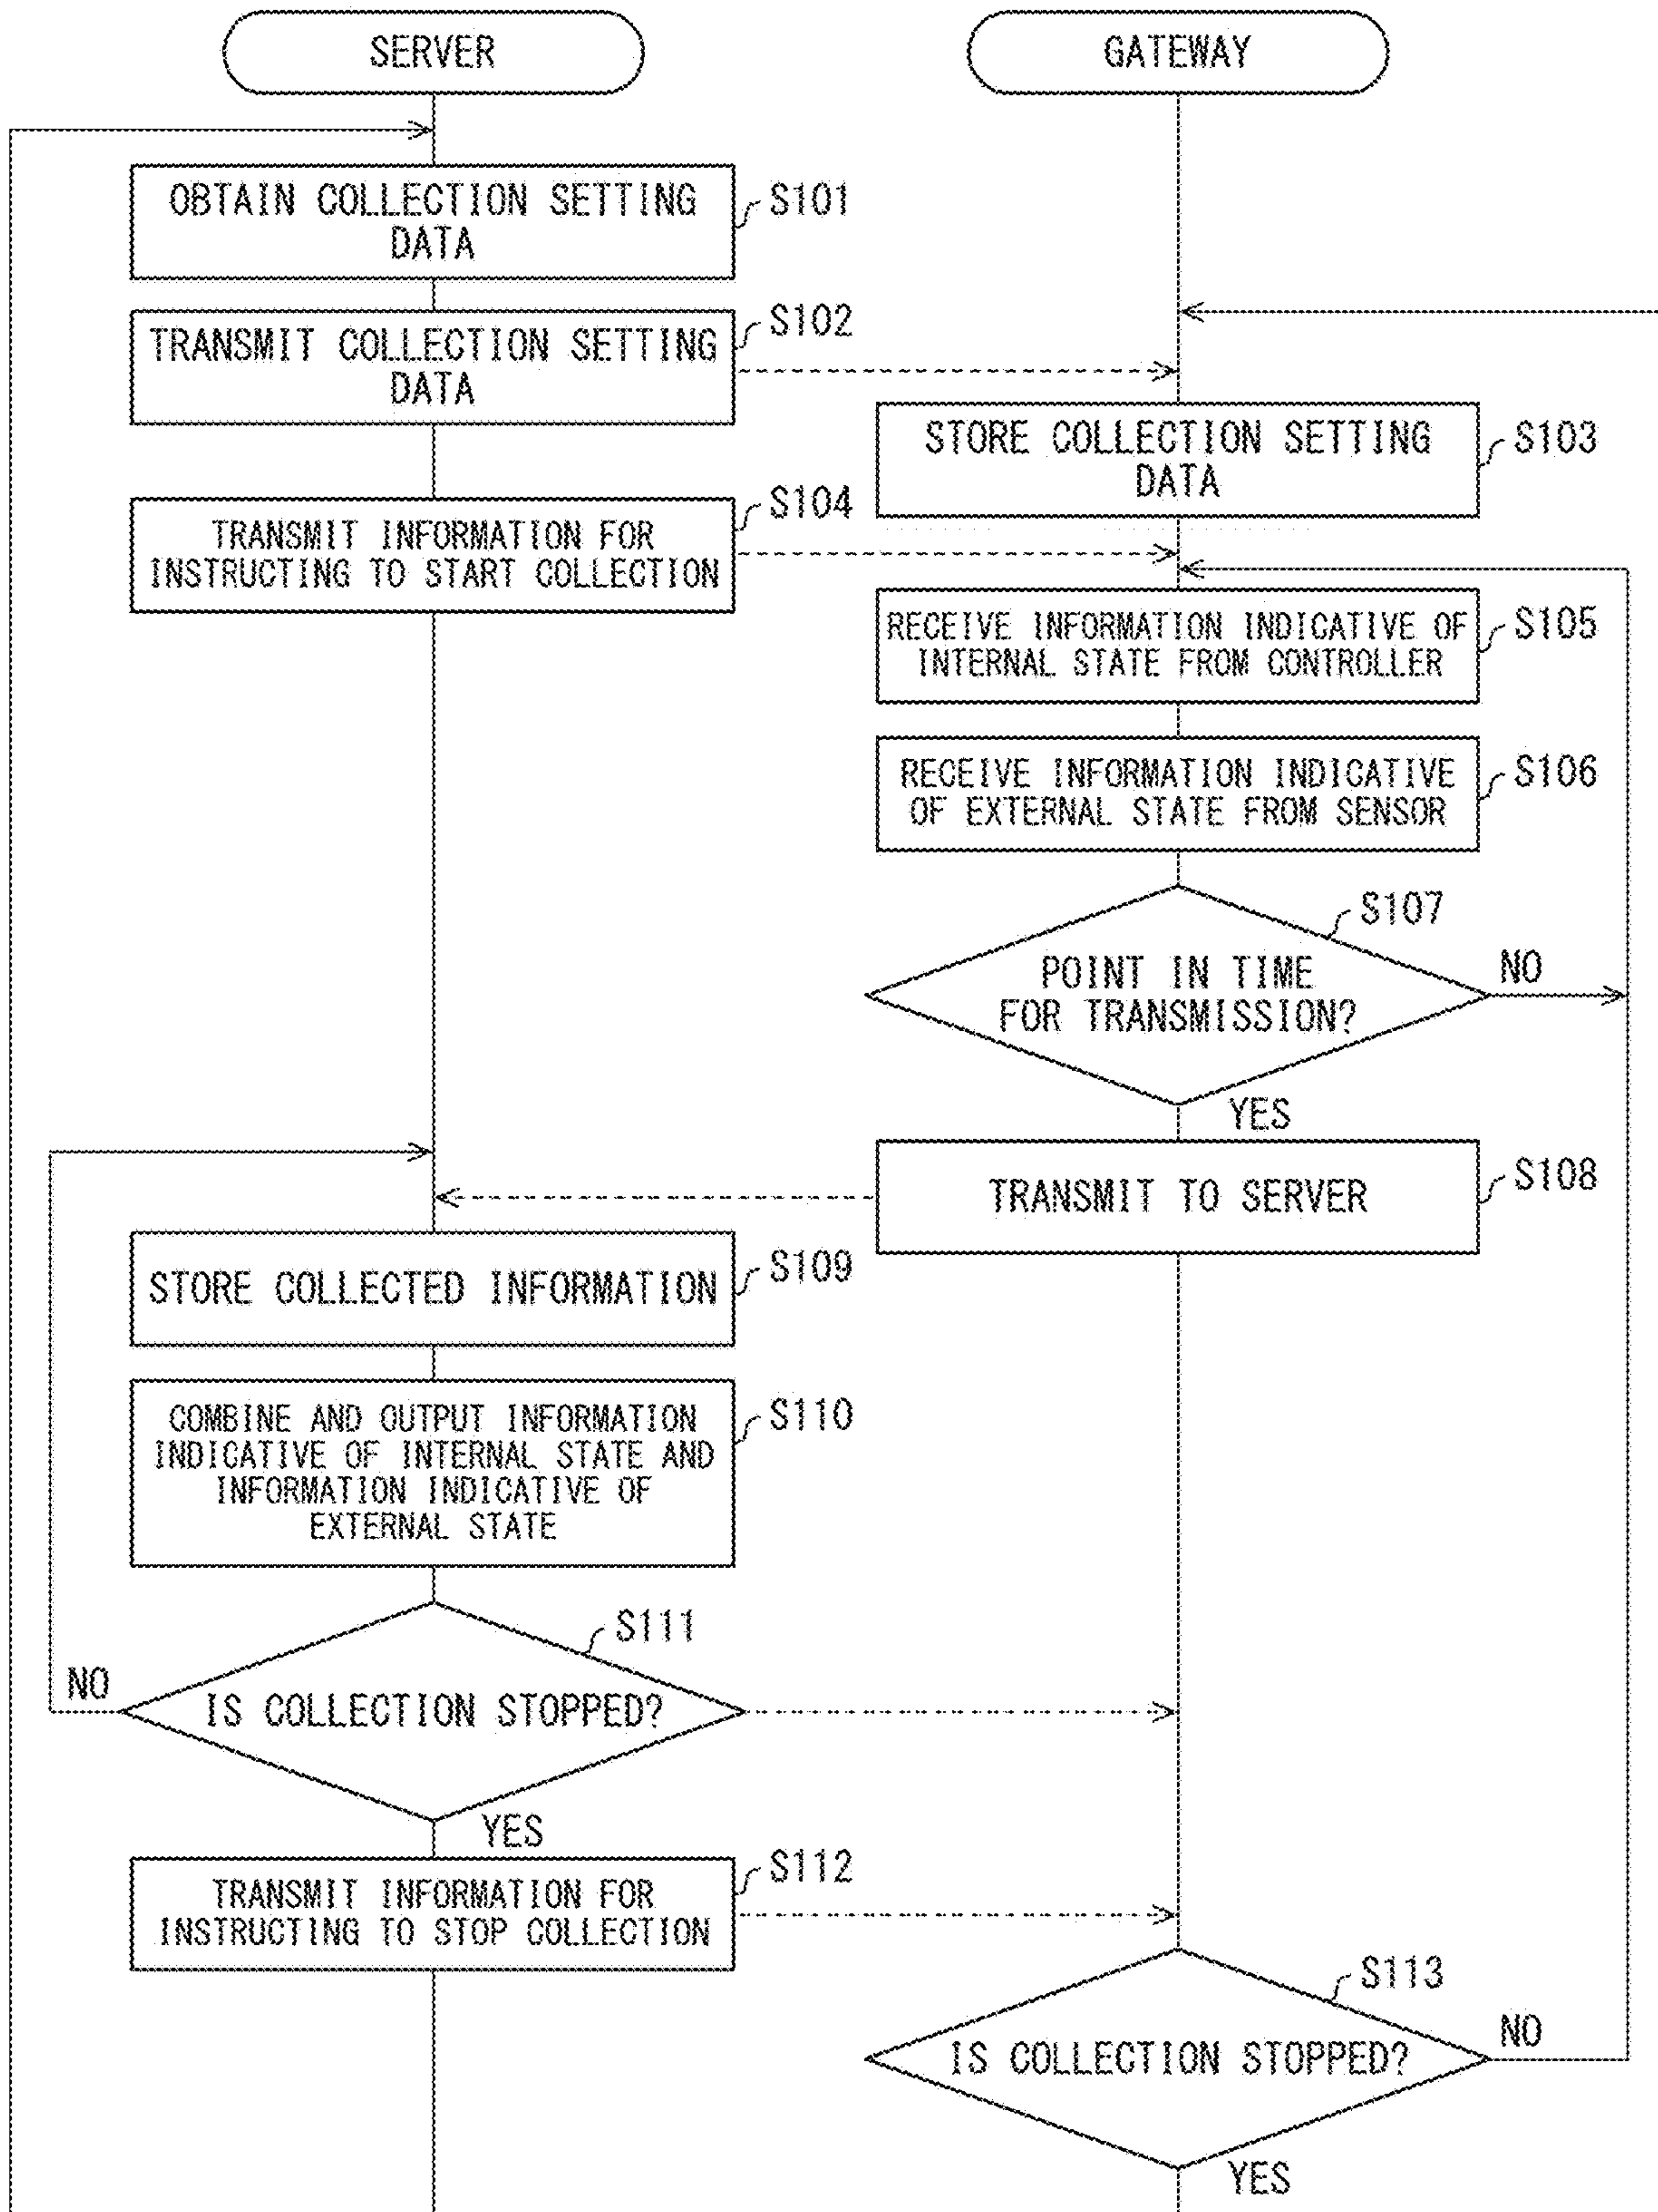 SERVER
GATEWAY
OBTAIN COLLECTION SETTING
DATA
S101
TRANSMIT COLLECTION SETTING
DATA
S102
STORE COLLECTION SETTING
DATA
S103
TRANSMIT INFORMATION FOR
INSTRUCTING TO START COLLECTION
S104
RECEIVE INFORMATION INDICATIVE OF
INTERNAL STATE FROM CONTROLLER
S105
RECEIVE INFORMATION INDICATIVE
OF EXTERNAL STATE FROM SENSOR
S106
S107
POINT IN TIME
FOR TRANSMISSION?
NO
YES
TRANSMIT TO SERVER
S108
STORE COLLECTED INFORMATION
S109
COMBINE AND OUTPUT INFORMATION
INDICATIVE OF INTERNAL STATE AND
INFORMATION INDICATIVE OF
EXTERNAL STATE
S110
S111
NO
IS COLLECTION STOPPED?
YES
TRANSMIT INFORMATION FOR
INSTRUCTING TO STOP COLLECTION
S112
S113
IS COLLECTION STOPPED?
NO
YES